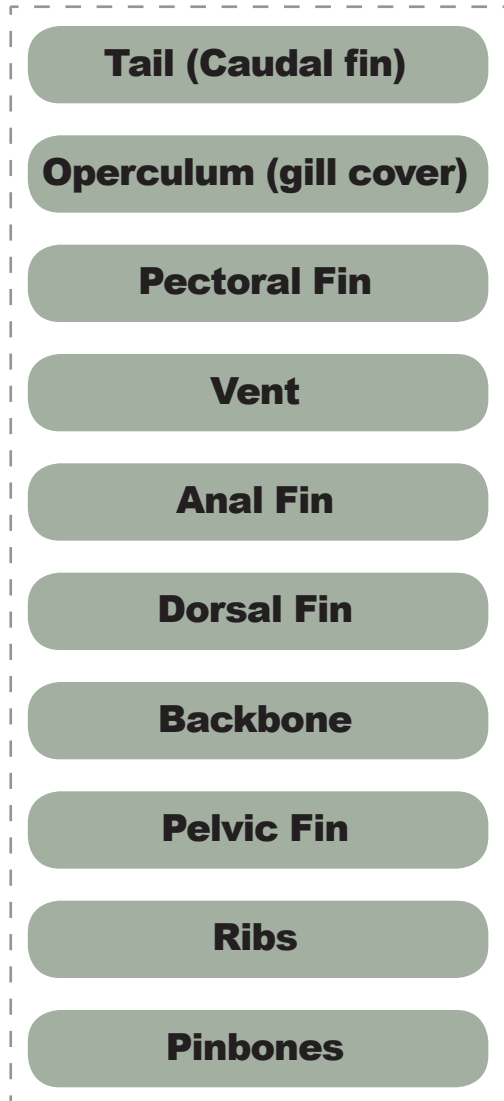 Tail (Caudal fin)
Operculum (gill cover)
Pectoral Fin
Vent
Anal Fin
Dorsal Fin
Backbone
Pelvic Fin
Ribs
Pinbones